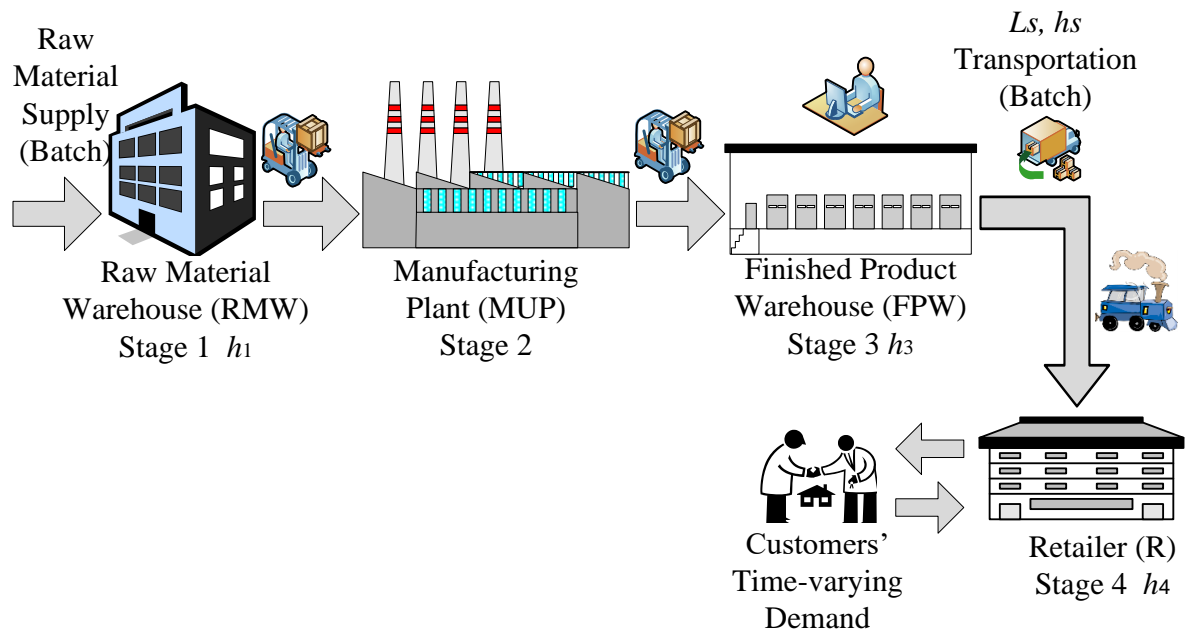 Raw
Material
Supply
(Batch)
Raw Material
Warehouse (RMW)
Stage 1 h1
Manufacturing
Plant (MUP)
Stage 2
Finished Product
Warehouse (FPW)
Stage 3 h3
Ls, hs
Transportation
(Batch)
Customers’
Time-varying
Demand
Retailer (R)
Stage 4 h4